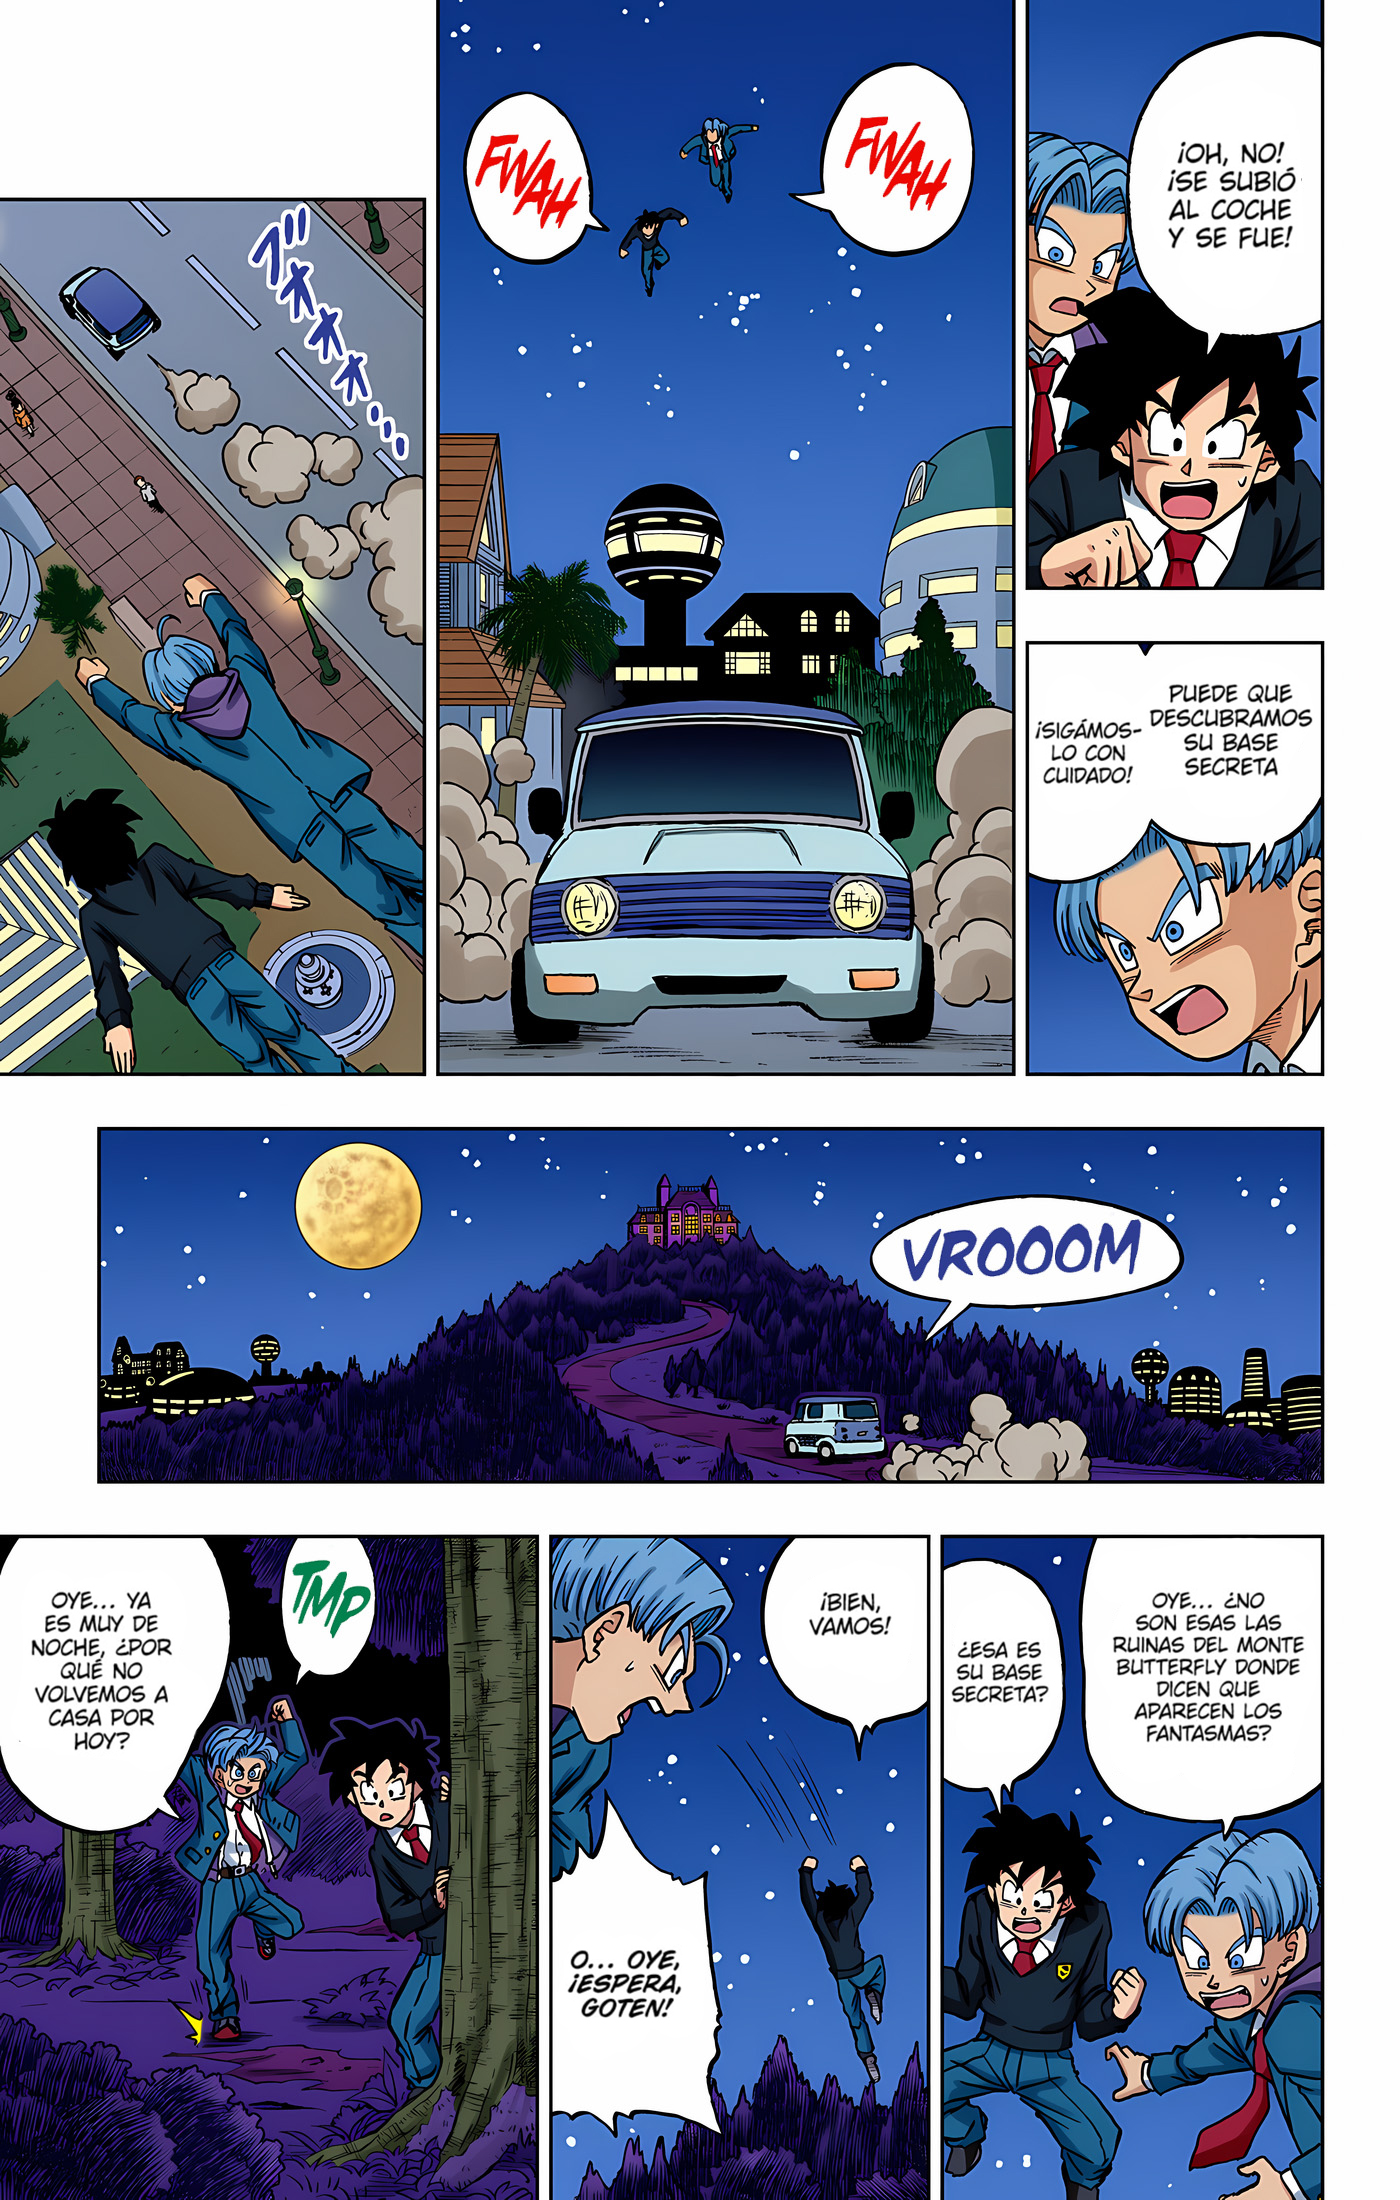 ¡OH, NO!
¡SE SUBIÓ
AL COCHE
Y SE FUE!
PUEDE QUE
DESCUBRAMOS
SU BASE
SECRETA
¡SIGÁMOS-
LO CON
CUIDADO!
FWAH
FWAH
ブオオオオ...
VROOOM
OYE... ¿NO
SON ESAS LAS
RUINAS DEL MONTE
BUTTERFLY DONDE
DICEN QUE
APARECEN LOS
FANTASMAS?
¿ESA ES
SU BASE
SECRETA?
¡BIEN,
VAMOS!
O... OYE,
¡ESPERA,
GOTEN!
TMP
OYE... YA
ES MUY DE
NOCHE, ¿POR
QUÉ NO
VOLVEMOS A
CASA POR
HOY?